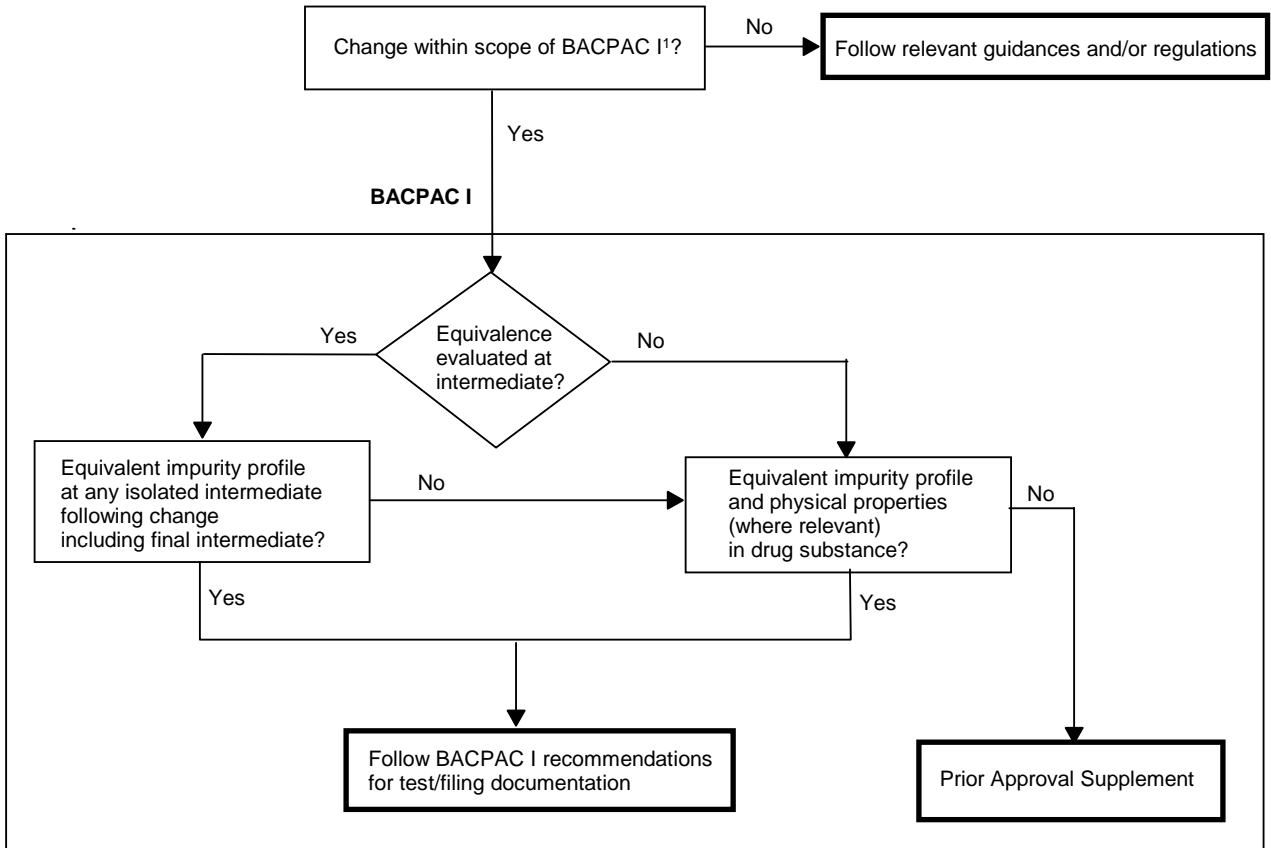 Change within scope of BACPAC I¹?
No
Follow relevant guidances and/or regulations
Yes
BACPAC I
Equivalence
evaluated at
intermediate?
Yes
No
Equivalent impurity profile
at any isolated intermediate
following change
including final intermediate?
No
Equivalent impurity profile
and physical properties
(where relevant)
in drug substance?
No
Yes
Yes
Follow BACPAC I recommendations
for test/filing documentation
Prior Approval Supplement